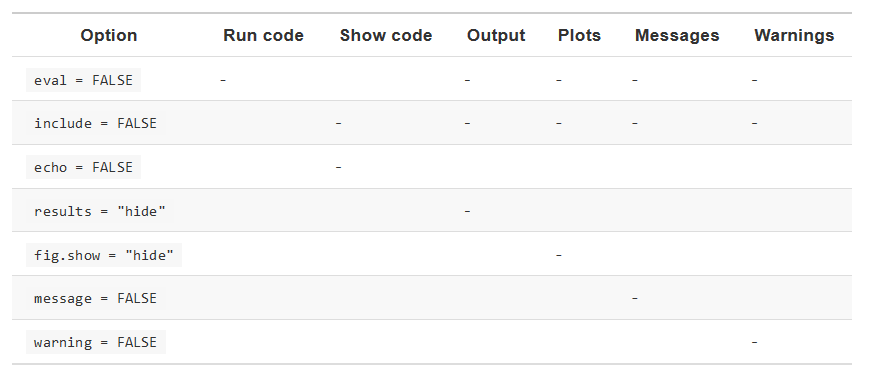 Option Run code Show code Output Plots Messages Warnings
eval = FALSE - - - - -
include = FALSE - - - - -
echo = FALSE -
results = "hide" -
fig.show = "hide" -
message = FALSE -
warning = FALSE -